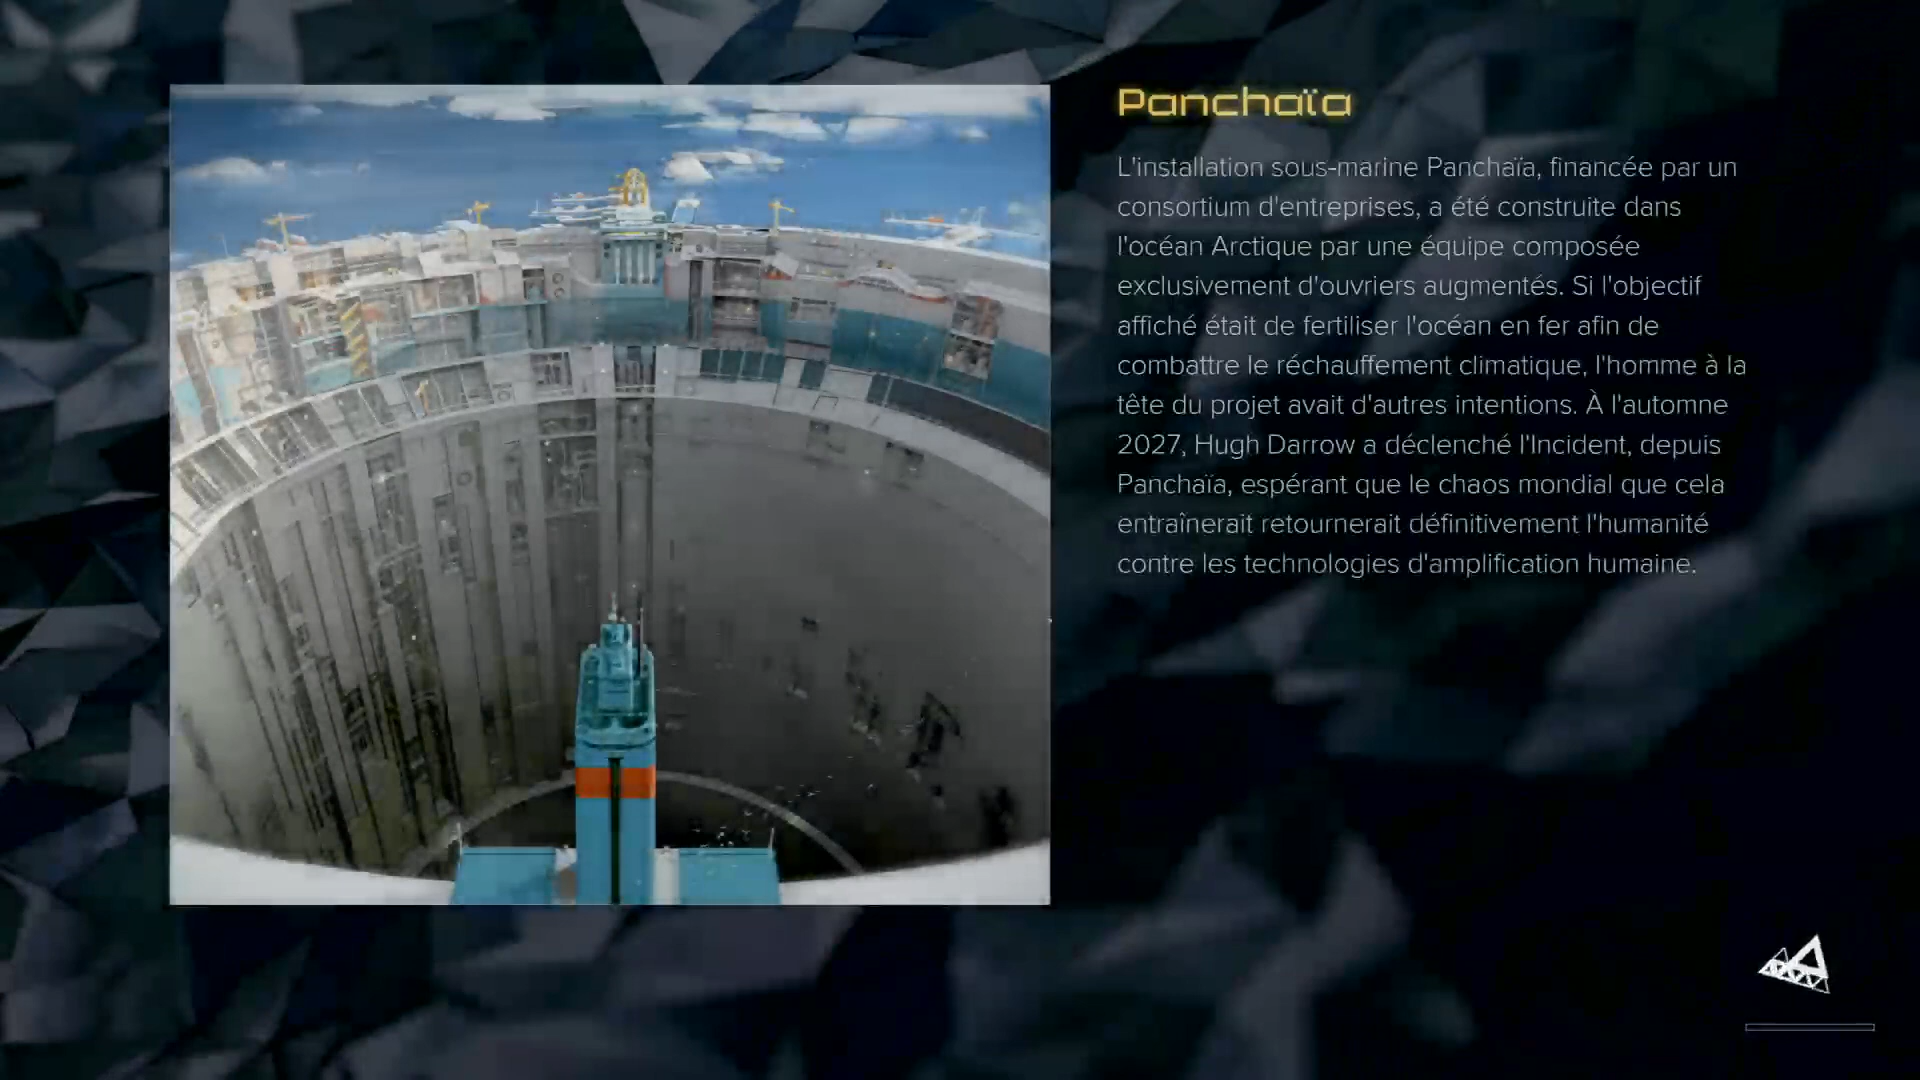 Panchaïa
L'installation sous-marine Panchaïa, financée par un
consortium d'entreprises, a été construite dans
l'océan Arctique par une équipe composée
exclusivement d'ouvriers augmentés. Si l'objectif
affiché était de fertiliser l'océan en fer afin de
combattre le réchauffement climatique, l'homme à la
tête du projet avait d'autres intentions. À l'automne
2027, Hugh Darrow a déclenché l'Incident, depuis
Panchaïa, espérant que le chaos mondial que cela
entraînerait retournerait définitivement l'humanité
contre les technologies d'amplification humaine.